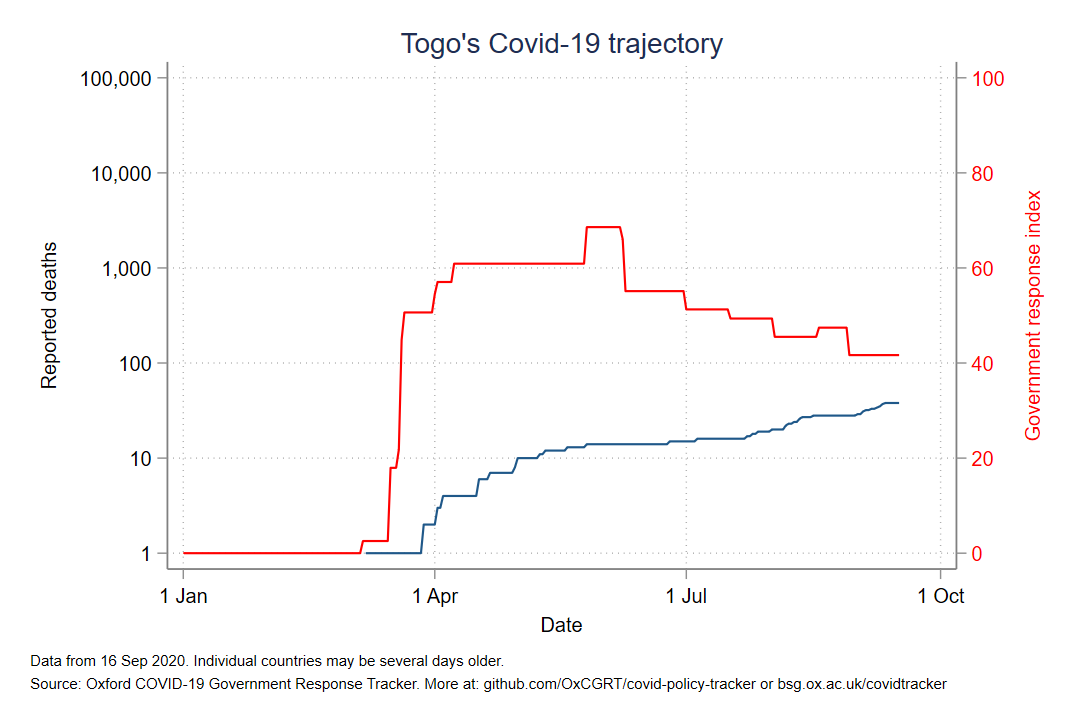 Togo's Covid-19 trajectory
100,000
10,000
1,000
100
10
1
Reported deaths
100
80
60
40
20
0
Government response index
1 Jan
1 Apr
1 Jul
1 Oct
Date
Data from 16 Sep 2020. Individual countries may be several days older.
Source: Oxford COVID-19 Government Response Tracker. More at: github.com/OxCGRT/covid-policy-tracker or bsg.ox.ac.uk/covidtracker